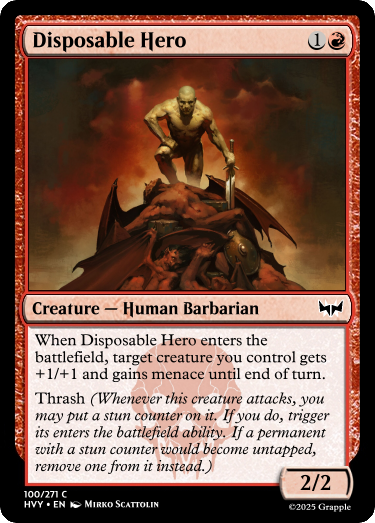 Disposable Hero 1
Creature — Human Barbarian
When Disposable Hero enters the
battlefield, target creature you control gets
+1/+1 and gains menace until end of turn.
Thrash (Whenever this creature attacks, you
may put a stun counter on it. If you do, trigger
its enters the battlefield ability. If a permanent
with a stun counter would become untapped,
remove one from it instead.)
2/2
100/271 C
HVY • EN Mirko Scattolin
©2025 Grapple